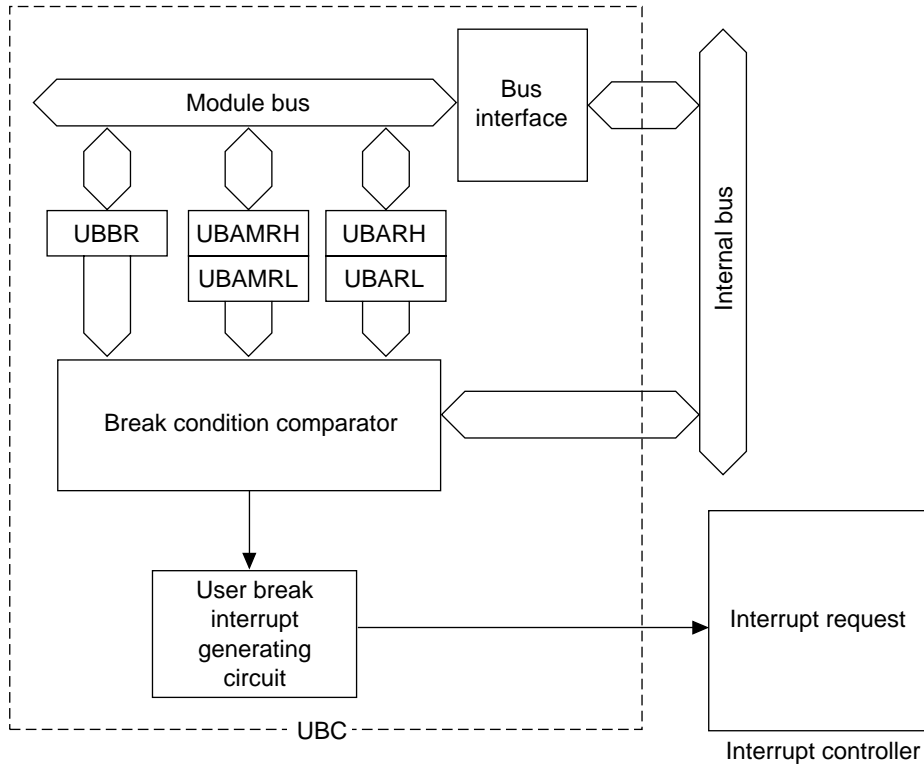 Module bus
Bus
interface
UBBR
UBAMRH
UBARH
UBAMRL
UBARL
Internal bus
Break condition comparator
User break
interrupt
generating
circuit
Interrupt request
UBC
Interrupt controller